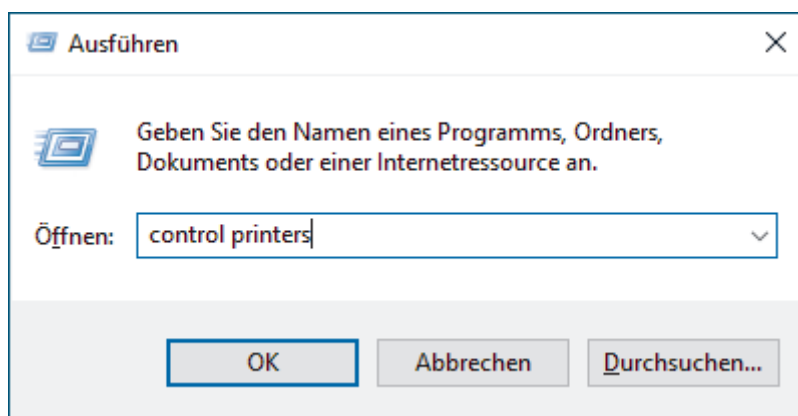 Ausführen
Geben Sie den Namen eines Programms, Ordners,
Dokuments oder einer Internetressource an.
Öffnen: control printers
OK Abbrechen Durchsuchen...